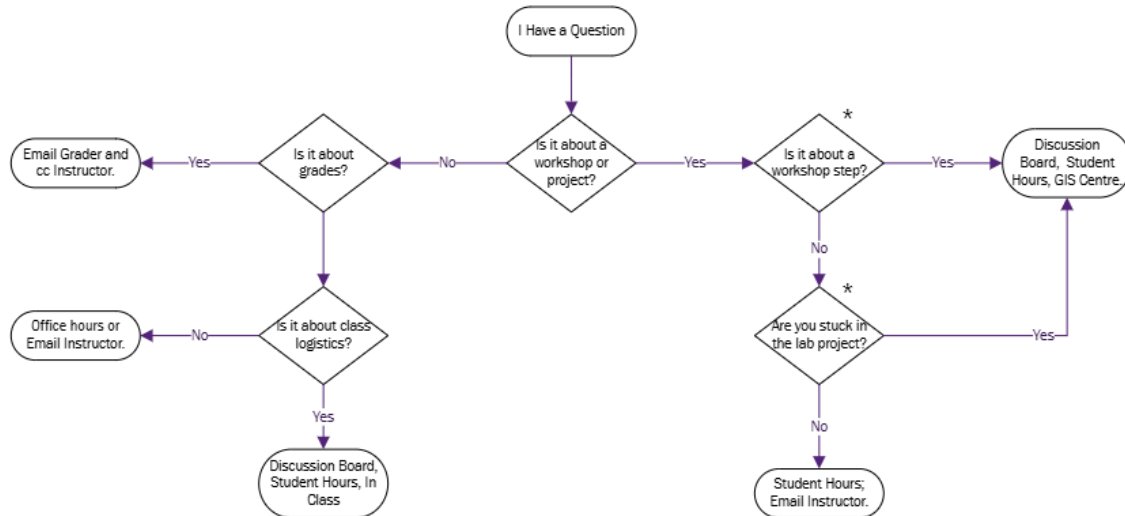 I Have a Question
*
Email Grader and
cc Instructor.
Yes
Is it about
grades?
No
Is it about a
workshop or
project?
Yes
Is it about a
workshop step?
Yes
Discussion
Board, Student
Hours, GIS Centre.
No
*
Office hours or
Email Instructor.
No
Is it about class
logistics?
Are you stuck in
the lab project?
Yes
Yes
No
Discussion Board,
Student Hours, In
Class
Student Hours;
Email Instructor.